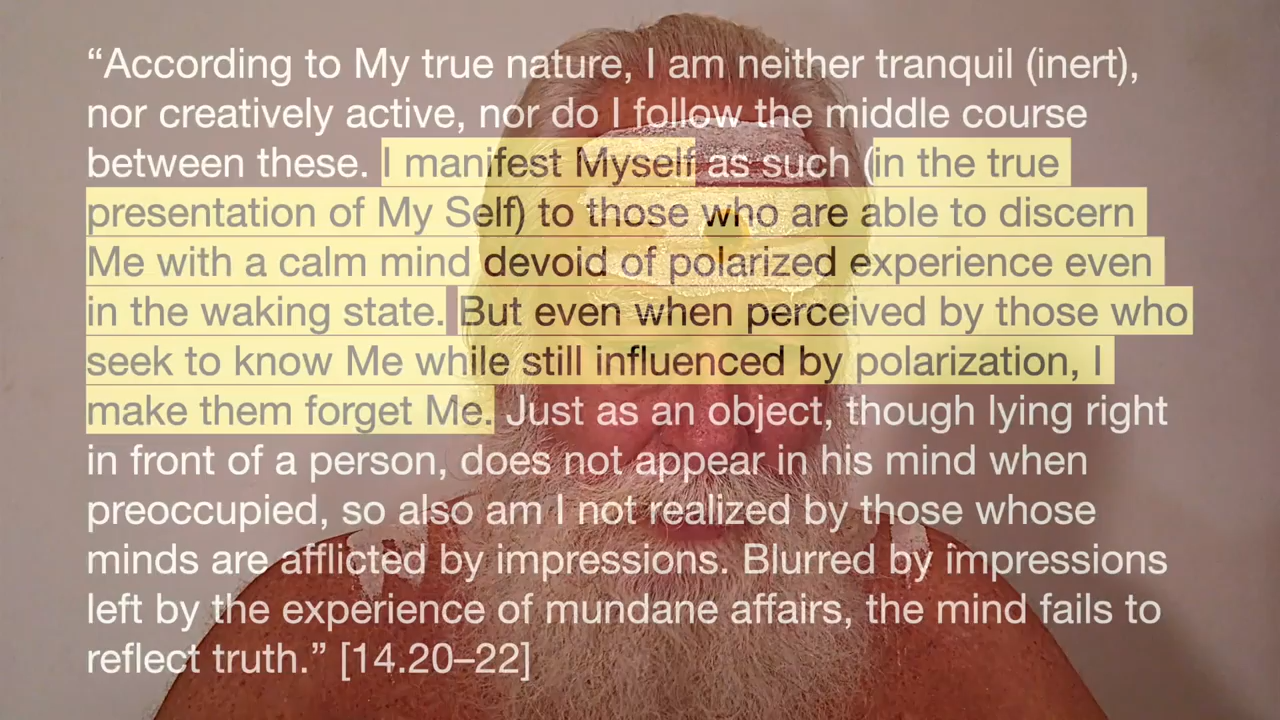 “According to My true nature, I am neither tranquil (inert),
nor creatively active, nor do I follow the middle course
between these. I manifest Myself as such (in the true
presentation of My Self) to those who are able to discern
Me with a calm mind devoid of polarized experience even
in the waking state. But even when perceived by those who
seek to know Me while still influenced by polarization, I
make them forget Me. Just as an object, though lying right
in front of a person, does not appear in his mind when
preoccupied, so also am I not realized by those whose
minds are afflicted by impressions. Blurred by impressions
left by the experience of mundane affairs, the mind fails to
reflect truth.” [14.20–22]